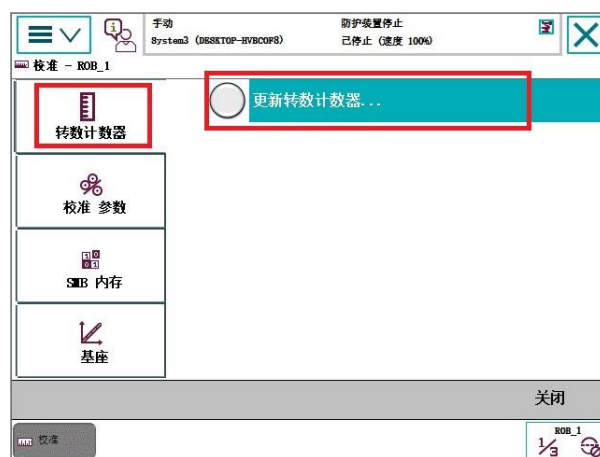 手动
System3 (DESKTOP-HVBCOF8)
防护装置停止
已停止 (速度 100%)
校准 - ROB_1
转数计数器
更新转数计数器...
校准 参数
SMB 内存
基座
关闭
校准
ROB_1
1/3